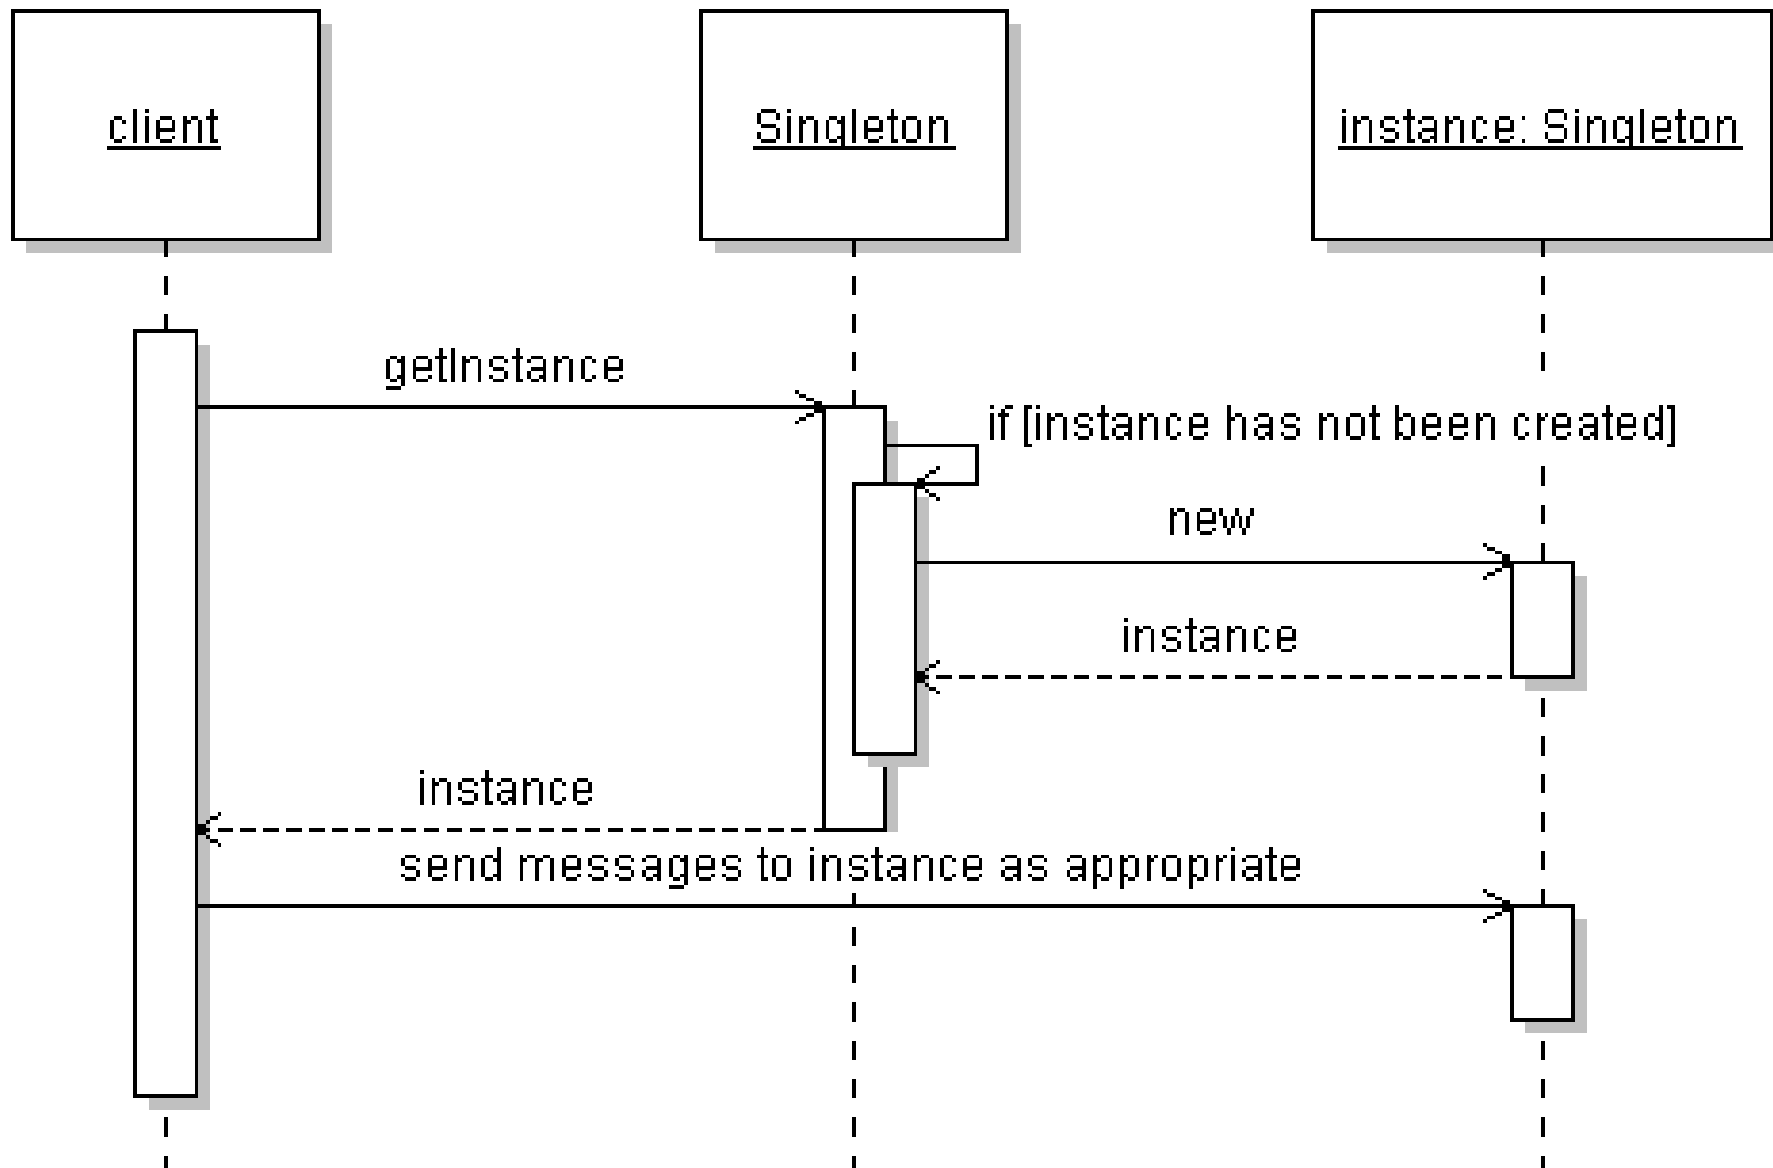 client
Singleton
instance: Singleton
getInstance
if [instance has not been created]
new
instance
instance
send messages to instance as appropriate